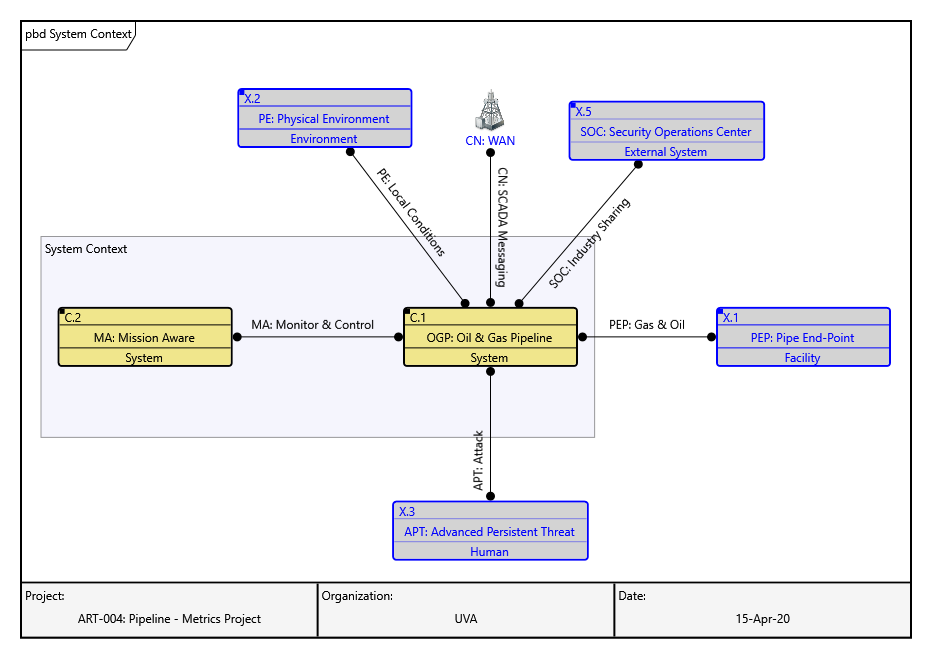 pbd System Context
X.2
PE: Physical Environment
Environment
CN: WAN
X.5
SOC: Security Operations Center
External System
PE: Local Conditions
CN: SCADA Messaging
SOC: Industry Sharing
System Context
C.2
MA: Mission Aware
System
MA: Monitor & Control
C.1
OGP: Oil & Gas Pipeline
System
PEP: Gas & Oil
X.1
PEP: Pipe End-Point
Facility
APT: Attack
X.3
APT: Advanced Persistent Threat
Human
Project:
ART-004: Pipeline - Metrics Project
Organization:
UVA
Date:
15-Apr-20